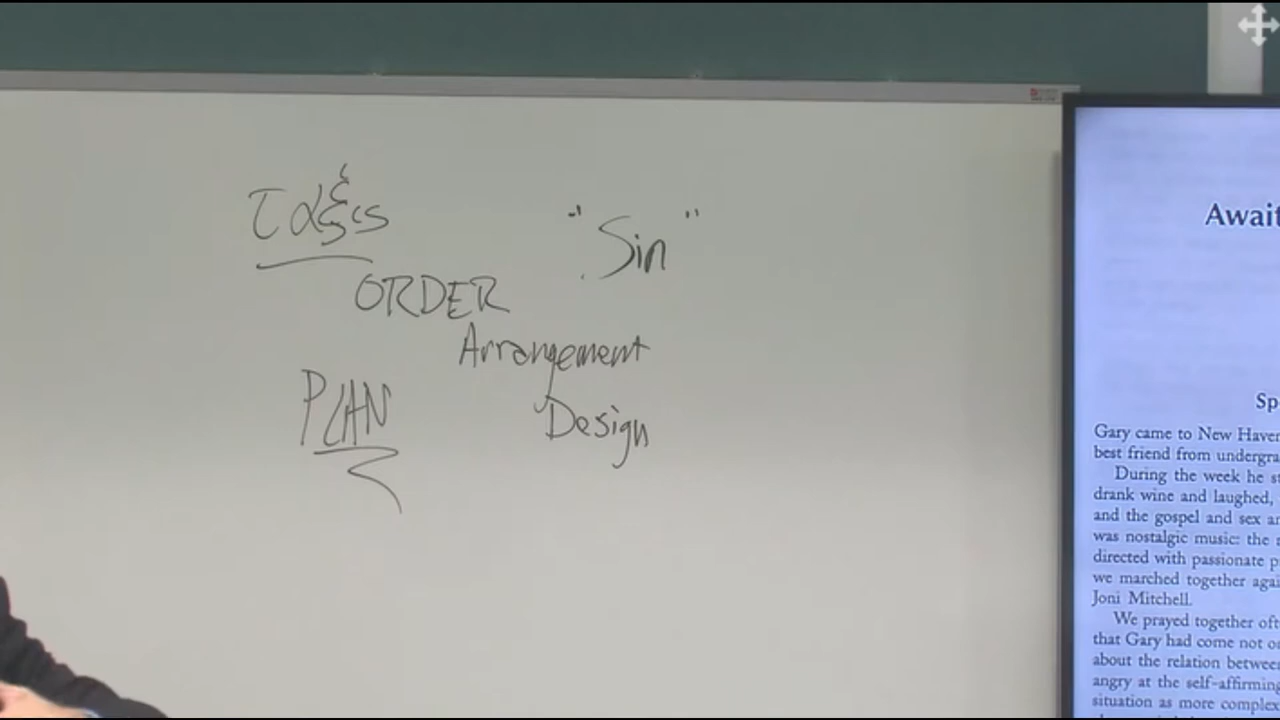 ταξις
"Sin"
ORDER
Arrangement
PLAN
Design
Await
Sp
Gary came to New Haven
best friend from undergra
During the week he st
drank wine and laughed,
and the gospel and sex an
was nostalgic music: the
directed with passionate p
we marched together agai
Joni Mitchell.
We prayed together oft
that Gary had come not o
about the relation between
angry at the self-affirming
situation as more complex